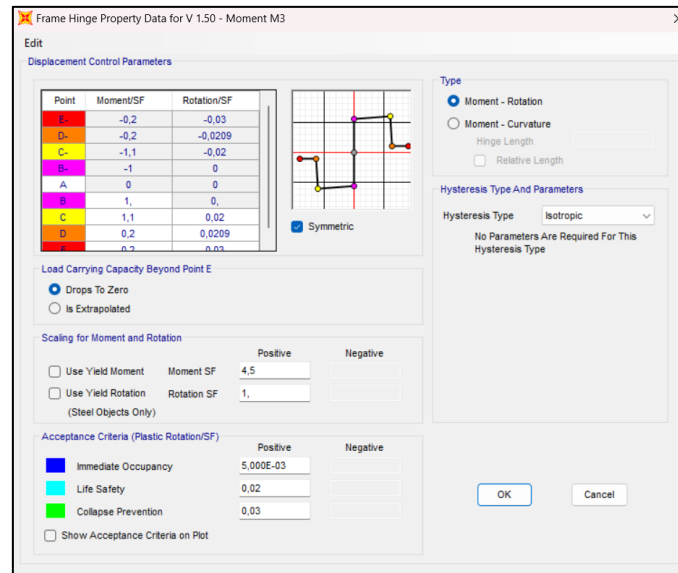 Frame Hinge Property Data for V 1.50 - Moment M3
Edit
Displacement Control Parameters
Point Moment/SF Rotation/SF
E- -0,2 -0,03
D- -0,2 -0,0209
C- -1,1 -0,02
B- -1 0
A 0 0
B 1, 0,
C 1,1 0,02
D 0,2 0,0209
E 0,2 0,03
Symmetric
Load Carrying Capacity Beyond Point E
Drops To Zero
Is Extrapolated
Scaling for Moment and Rotation
Positive Negative
Use Yield Moment Moment SF 4,5
Use Yield Rotation Rotation SF 1,
(Steel Objects Only)
Acceptance Criteria (Plastic Rotation/SF)
Positive Negative
Immediate Occupancy 5,000E-03
Life Safety 0,02
Collapse Prevention 0,03
Show Acceptance Criteria on Plot
Type
Moment - Rotation
Moment - Curvature
Hinge Length
Relative Length
Hysteresis Type And Parameters
Hysteresis Type Isotropic
No Parameters Are Required For This
Hysteresis Type
OK Cancel